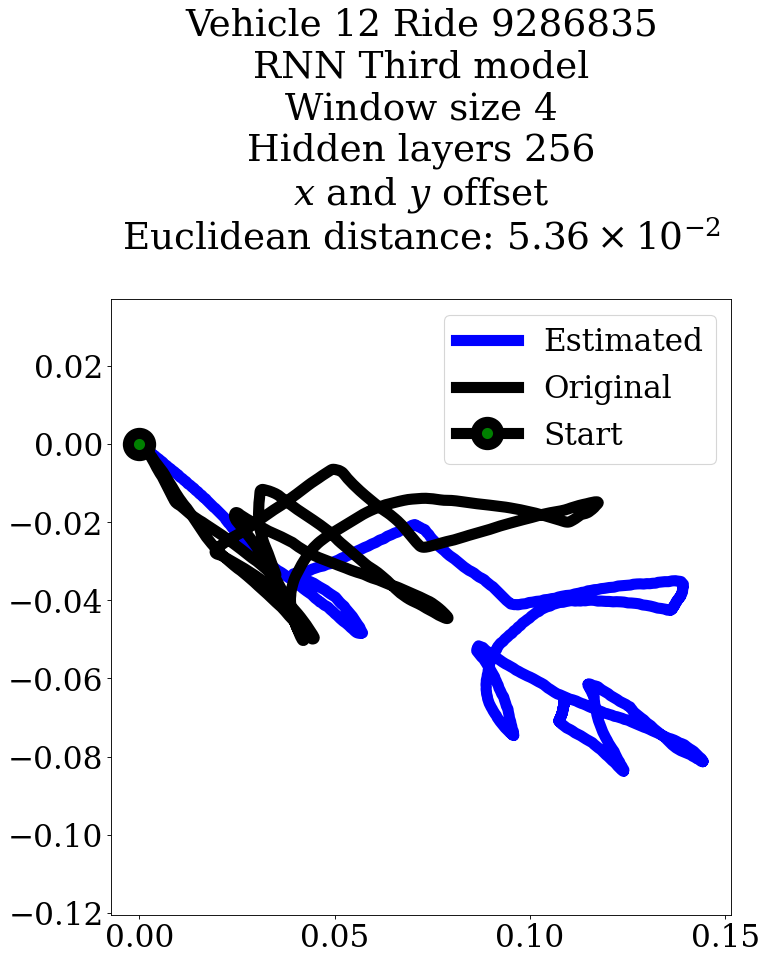 Vehicle 12 Ride 9286835
RNN Third model
Window size 4
Hidden layers 256
x and y offset
Euclidean distance: 5.36 × 10⁻²
Estimated
Original
Start
0.02
0.00
−0.02
−0.04
−0.06
−0.08
−0.10
−0.12
0.00 0.05 0.10 0.15